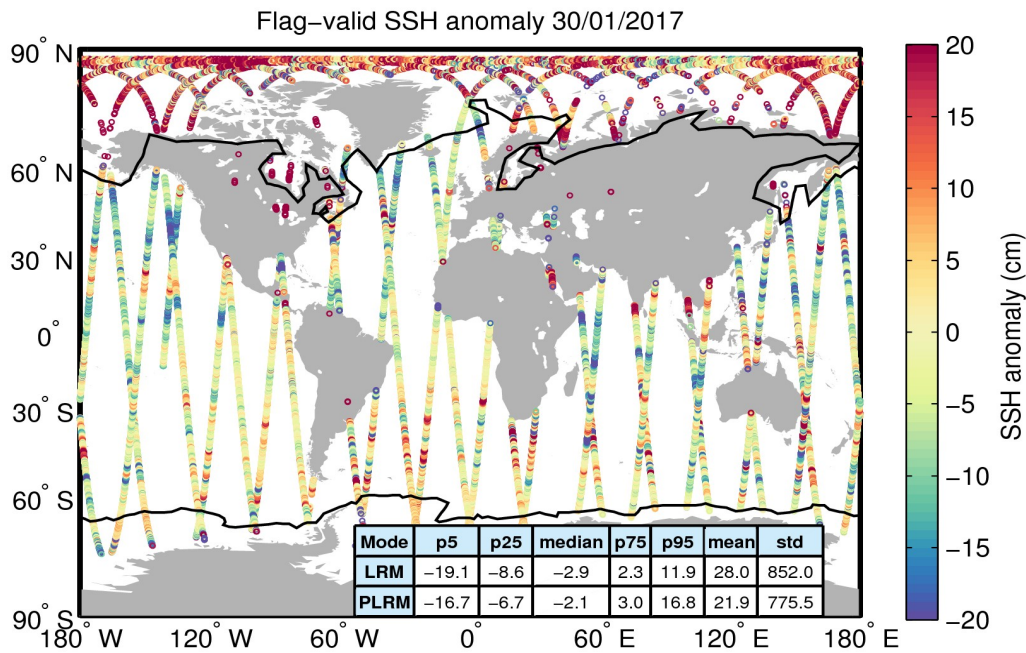 Flag−valid SSH anomaly 30/01/2017
90° N
60° N
30° N
0°
30° S
60° S
90° S
180° W
120° W
60° W
0°
60° E
120° E
180° E
Mode p5 p25 median p75 p95 mean std
LRM −19.1 −8.6 −2.9 2.3 11.9 28.0 852.0
PLRM −16.7 −6.7 −2.1 3.0 16.8 21.9 775.5
20
15
10
5
0
−5
−10
−15
−20
SSH anomaly (cm)